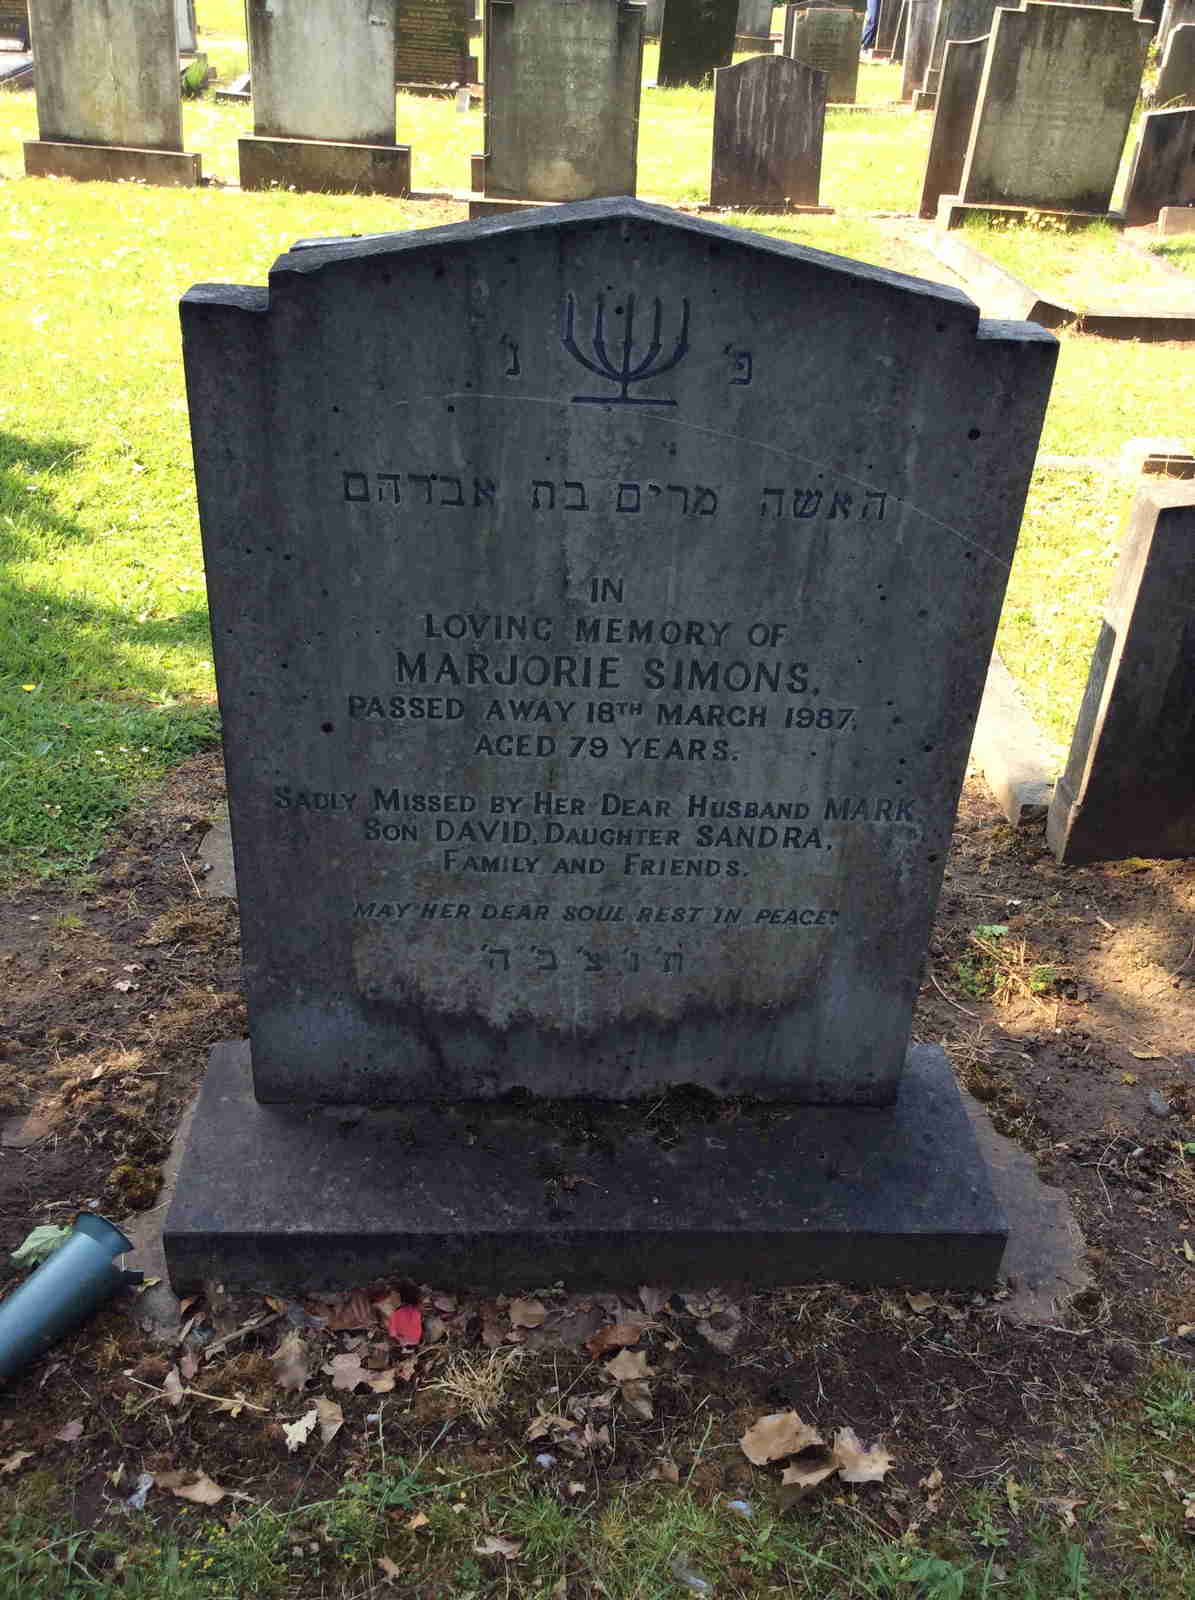 פ׳ נ׳
האשה מרים בת אברהם
IN
LOVING MEMORY OF
MARJORIE SIMONS,
PASSED AWAY 18TH MARCH 1987,
AGED 79 YEARS.
SADLY MISSED BY HER DEAR HUSBAND MARK,
SON DAVID, DAUGHTER SANDRA,
FAMILY AND FRIENDS.
MAY HER DEAR SOUL REST IN PEACE.
ת׳ נ׳ צ׳ ב׳ ה׳